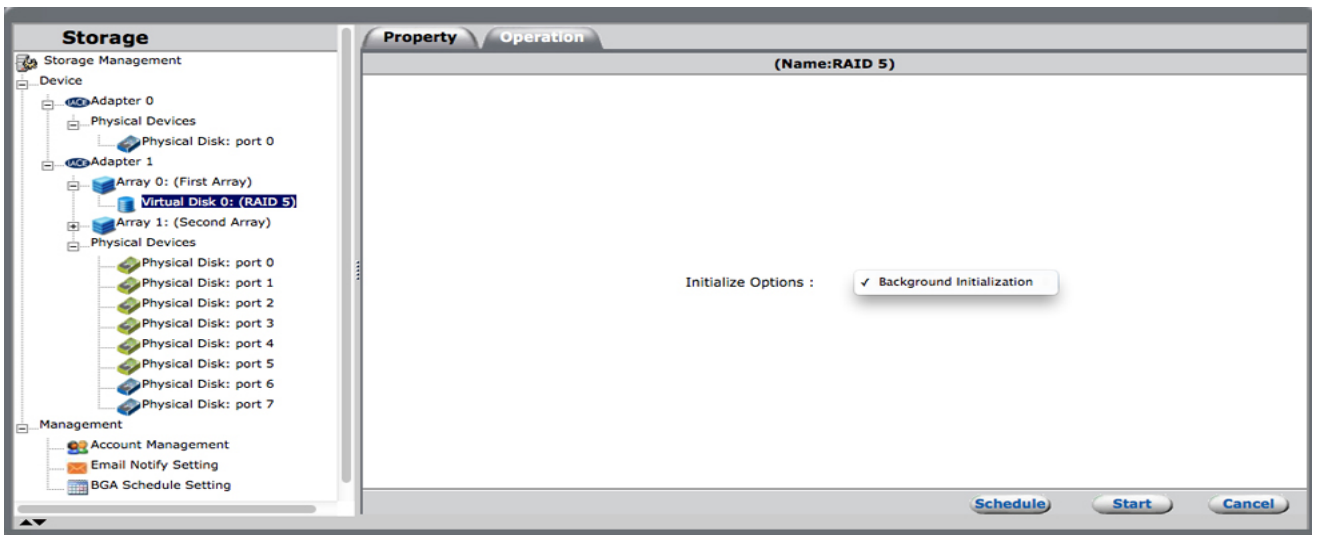 Storage
Storage Management
Device
Adapter 0
Physical Devices
Physical Disk: port 0
Adapter 1
Array 0: (First Array)
Virtual Disk 0: (RAID 5)
Array 1: (Second Array)
Physical Devices
Physical Disk: port 0
Physical Disk: port 1
Physical Disk: port 2
Physical Disk: port 3
Physical Disk: port 4
Physical Disk: port 5
Physical Disk: port 6
Physical Disk: port 7
Management
Account Management
Email Notify Setting
BGA Schedule Setting
Property Operation
(Name:RAID 5)
Initialize Options : ✓ Background Initialization
Schedule Start Cancel